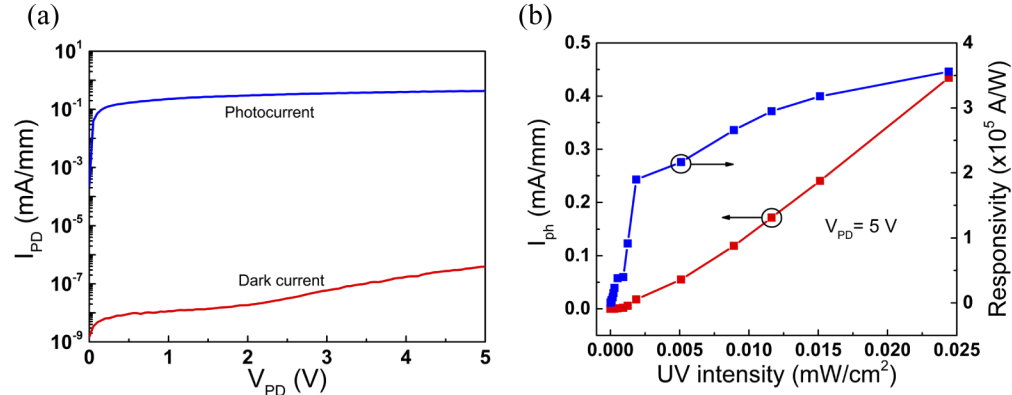 (a)
I_PD (mA/mm)
10^1
10^-1
10^-3
10^-5
10^-7
10^-9
Photocurrent
Dark current
0 1 2 3 4 5
V_PD (V)
(b)
I_ph (mA/mm)
0.5
0.4
0.3
0.2
0.1
0.0
V_PD= 5 V
4
3
2
1
0
Responsivity (x10^5 A/W)
0.000 0.005 0.010 0.015 0.020 0.025
UV intensity (mW/cm^2)